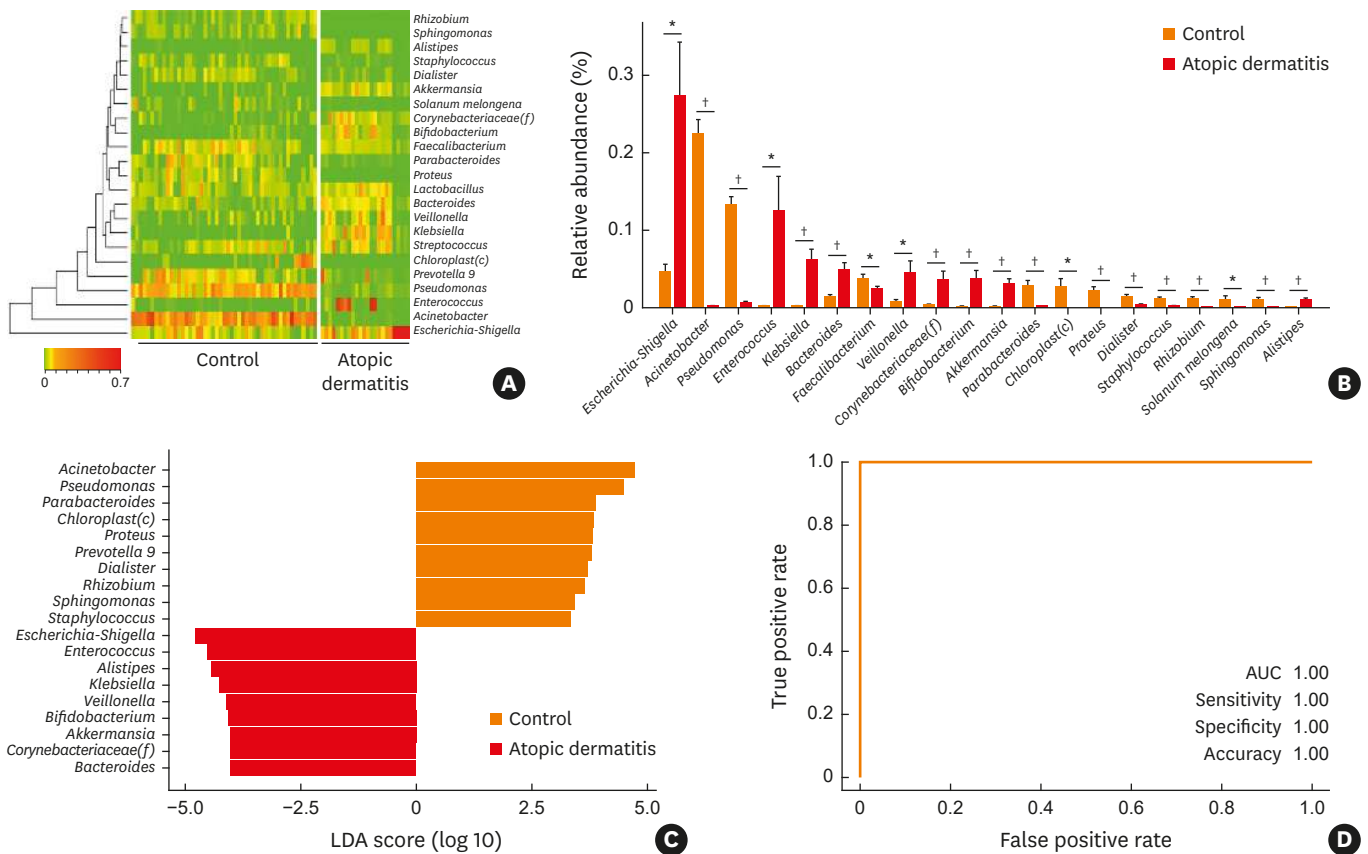 Rhizobium
Sphingomonas
Alistipes
Staphylococcus
Dialister
Akkermansia
Solanum melongena
Corynebacteriaceae(f)
Bifidobacterium
Faecalibacterium
Parabacteroides
Proteus
Lactobacillus
Bacteroides
Veillonella
Klebsiella
Streptococcus
Chloroplast(c)
Prevotella 9
Pseudomonas
Enterococcus
Acinetobacter
Escherichia-Shigella
0 0.7
Control
Atopic
dermatitis
A
Relative abundance (%)
0.3
0.2
0.1
0
* † † * † † * * † † † † * † † † † * † †
Control
Atopic dermatitis
Escherichia-Shigella
Acinetobacter
Pseudomonas
Enterococcus
Klebsiella
Bacteroides
Faecalibacterium
Veillonella
Corynebacteriaceae(f)
Bifidobacterium
Akkermansia
Parabacteroides
Chloroplast(c)
Proteus
Dialister
Staphylococcus
Rhizobium
Solanum melongena
Sphingomonas
Alistipes
B
Acinetobacter
Pseudomonas
Parabacteroides
Chloroplast(c)
Proteus
Prevotella 9
Dialister
Rhizobium
Sphingomonas
Staphylococcus
Escherichia-Shigella
Enterococcus
Alistipes
Klebsiella
Veillonella
Bifidobacterium
Akkermansia
Corynebacteriaceae(f)
Bacteroides
Control
Atopic dermatitis
−5.0 −2.5 0 2.5 5.0
LDA score (log 10)
C
True positive rate
1.0
0.8
0.6
0.4
0.2
0
AUC 1.00
Sensitivity 1.00
Specificity 1.00
Accuracy 1.00
0 0.2 0.4 0.6 0.8 1.0
False positive rate
D